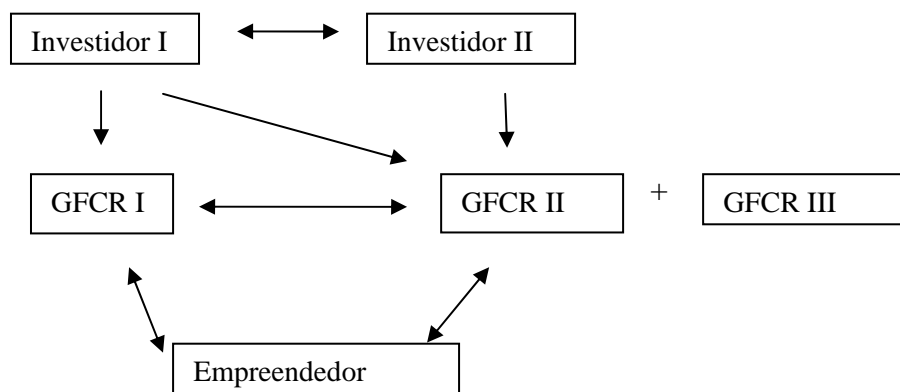 Investidor I
Investidor II
GFCR I
GFCR II
+
GFCR III
Empreendedor